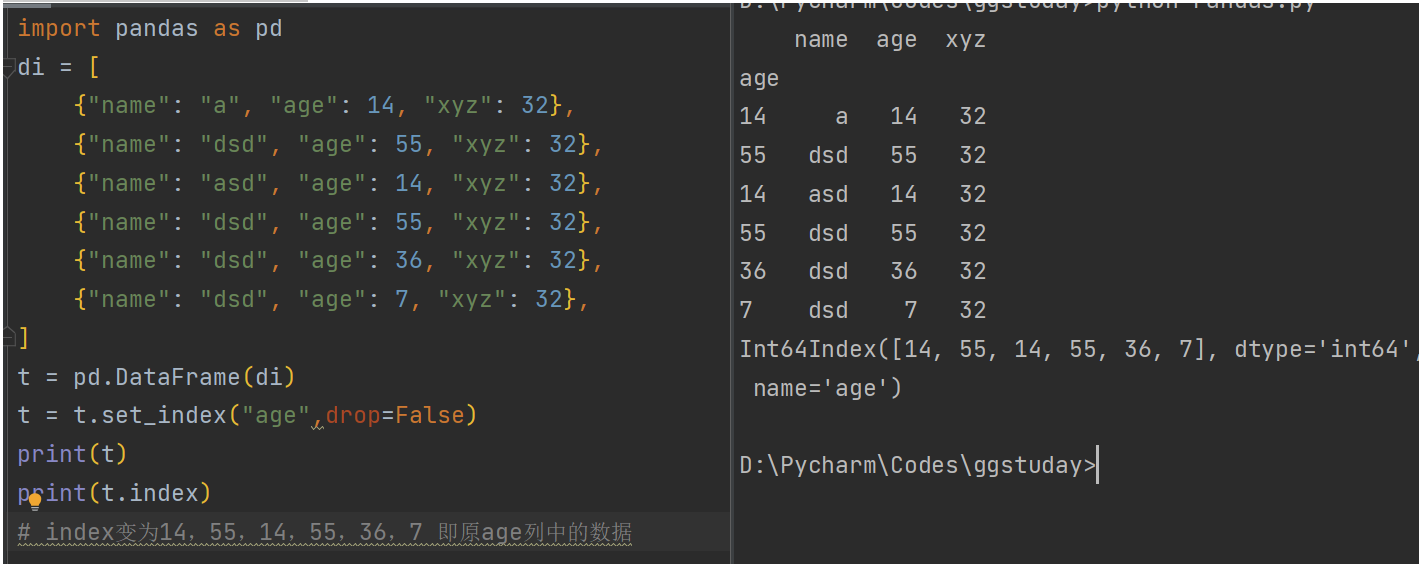 import pandas as pd
di = [
    {"name": "a", "age": 14, "xyz": 32},
    {"name": "dsd", "age": 55, "xyz": 32},
    {"name": "asd", "age": 14, "xyz": 32},
    {"name": "dsd", "age": 55, "xyz": 32},
    {"name": "dsd", "age": 36, "xyz": 32},
    {"name": "dsd", "age": 7, "xyz": 32},
]
t = pd.DataFrame(di)
t = t.set_index("age",drop=False)
print(t)
print(t.index)
# index变为14，55，14，55，36，7 即原age列中的数据
D:\Pycharm\Codes\ggstuday>python Pandas.py
    name  age  xyz
age
14     a   14   32
55   dsd   55   32
14   asd   14   32
55   dsd   55   32
36   dsd   36   32
7    dsd    7   32
Int64Index([14, 55, 14, 55, 36, 7], dtype='int64',
 name='age')
D:\Pycharm\Codes\ggstuday>